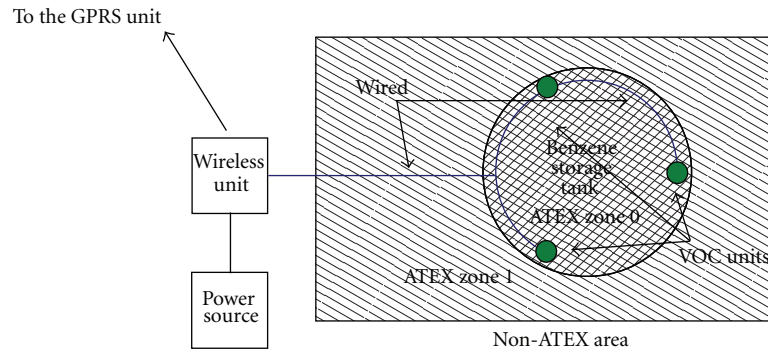 To the GPRS unit
Wired
Wireless
unit
Benzene
storage
tank
ATEX zone 0
VOC units
ATEX zone 1
Power
source
Non-ATEX area